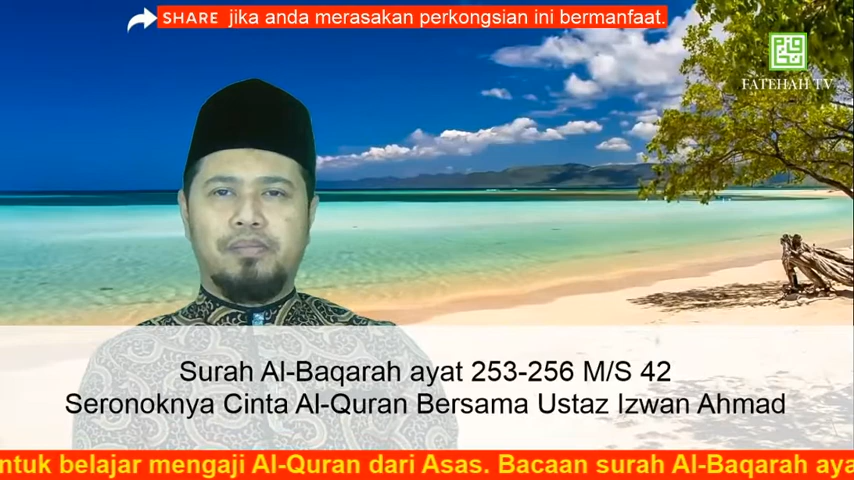 SHARE jika anda merasakan perkongsian ini bermanfaat.
FATEHAH TV
Surah Al-Baqarah ayat 253-256 M/S 42
Seronoknya Cinta Al-Quran Bersama Ustaz Izwan Ahmad
ntuk belajar mengaji Al-Quran dari Asas. Bacaan surah Al-Baqarah aya